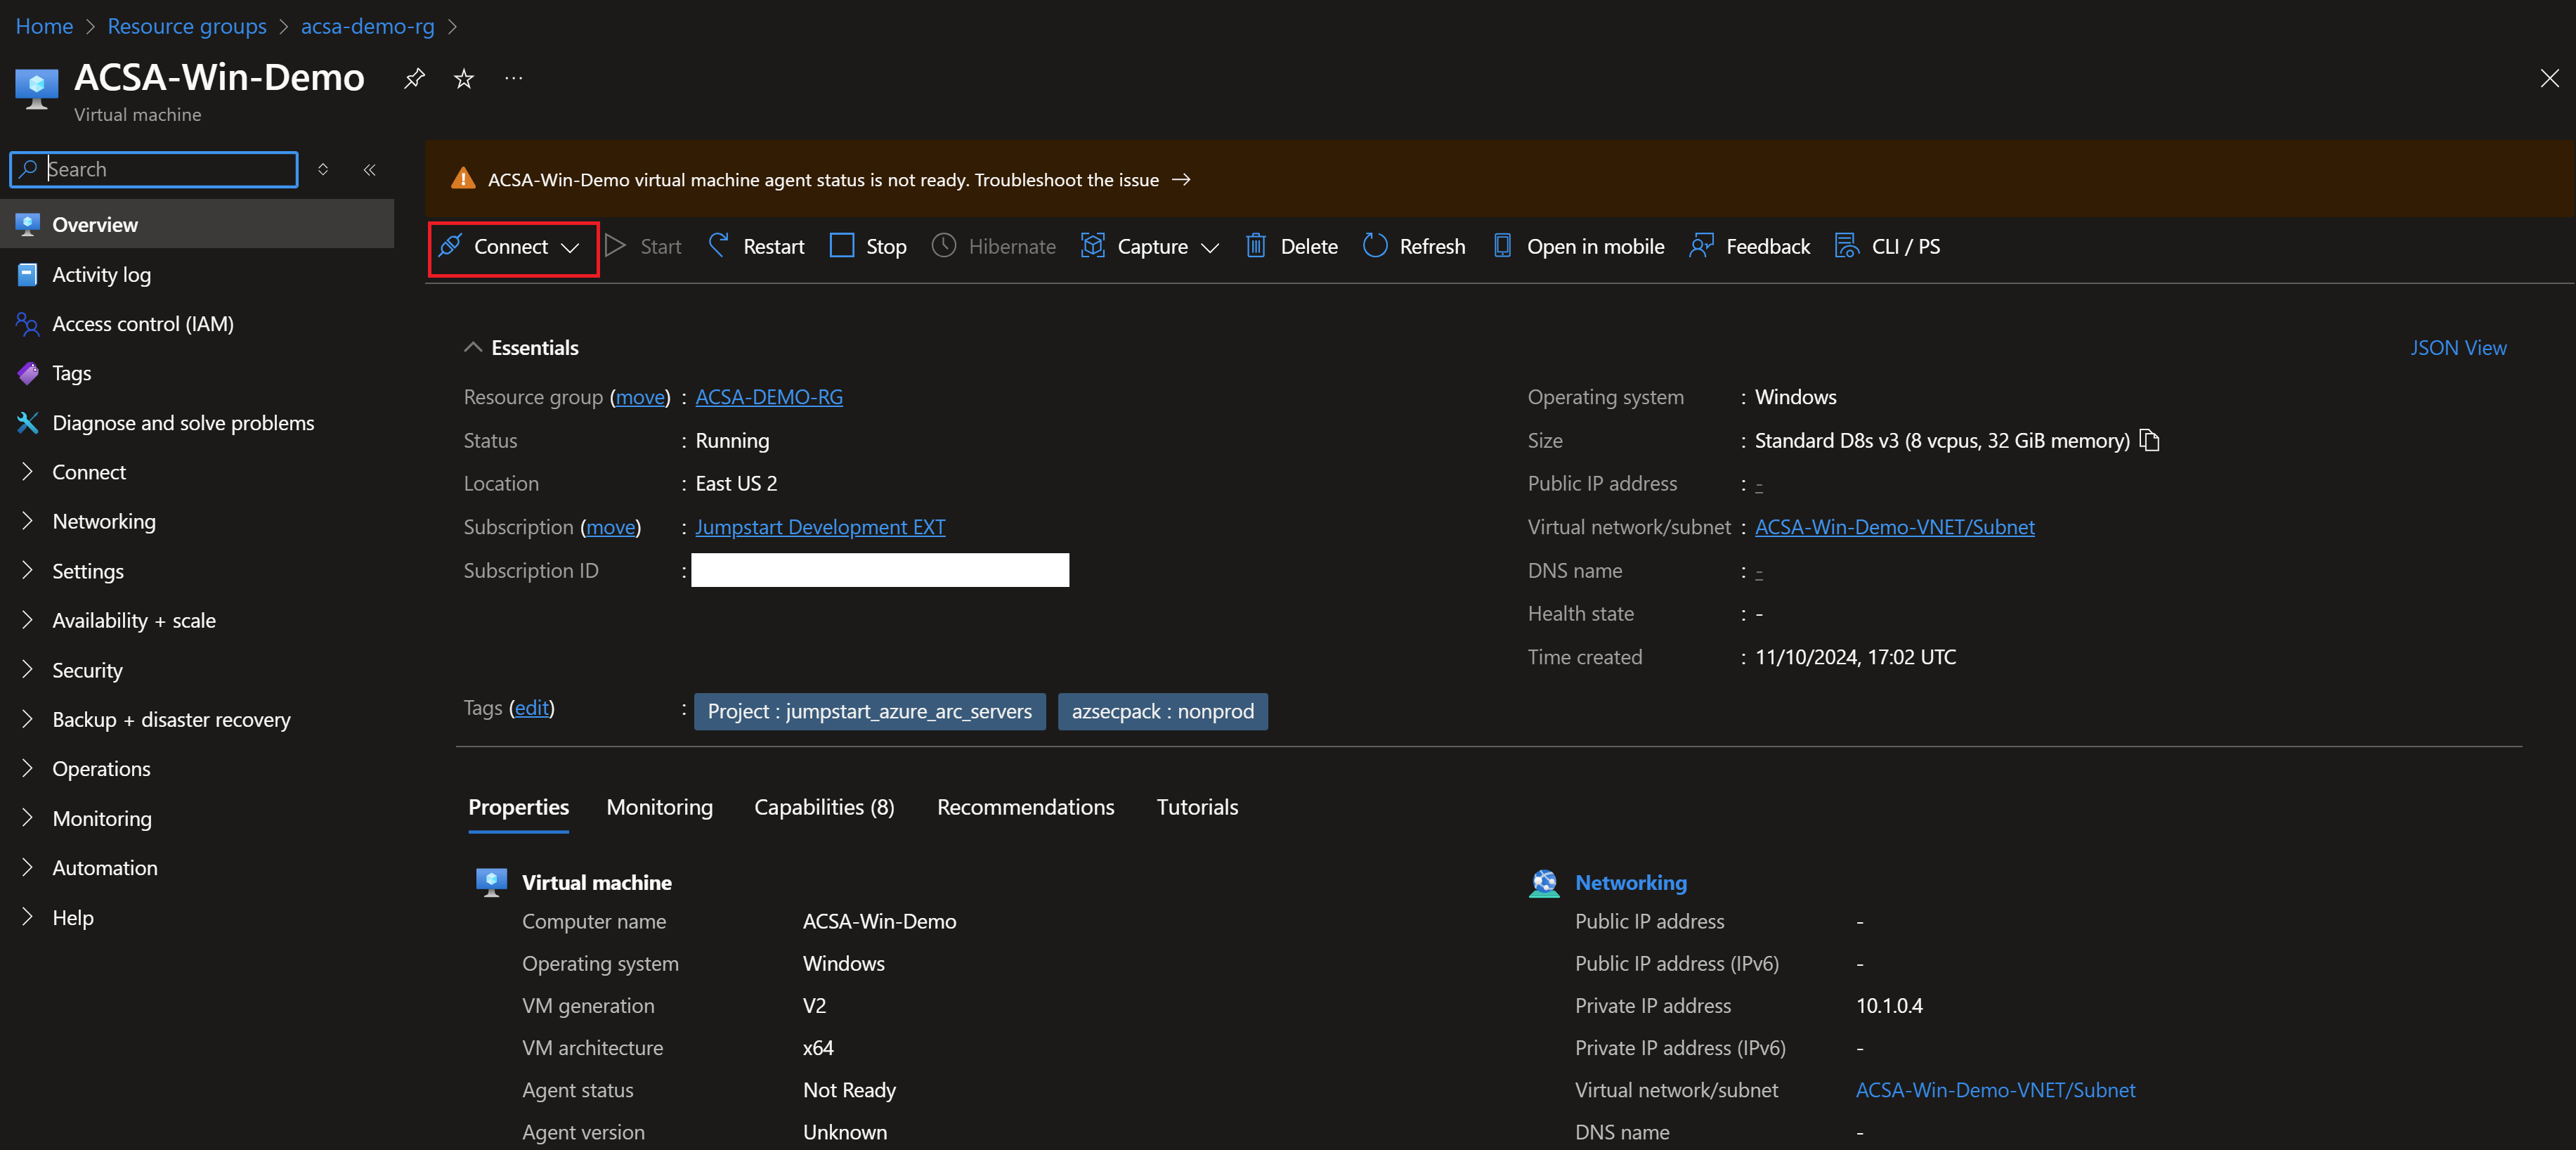 Home > Resource groups > acsa-demo-rg >
ACSA-Win-Demo
Virtual machine
Search
Overview
Activity log
Access control (IAM)
Tags
Diagnose and solve problems
Connect
Networking
Settings
Availability + scale
Security
Backup + disaster recovery
Operations
Monitoring
Automation
Help
ACSA-Win-Demo virtual machine agent status is not ready. Troubleshoot the issue →
Connect Start Restart Stop Hibernate Capture Delete Refresh Open in mobile Feedback CLI / PS
Essentials
JSON View
Resource group (move) : ACSA-DEMO-RG
Status : Running
Location : East US 2
Subscription (move) : Jumpstart Development EXT
Subscription ID :
Operating system : Windows
Size : Standard D8s v3 (8 vcpus, 32 GiB memory)
Public IP address : -
Virtual network/subnet : ACSA-Win-Demo-VNET/Subnet
DNS name : -
Health state : -
Time created : 11/10/2024, 17:02 UTC
Tags (edit) : Project : jumpstart_azure_arc_servers azsecpack : nonprod
Properties Monitoring Capabilities (8) Recommendations Tutorials
Virtual machine
Computer name ACSA-Win-Demo
Operating system Windows
VM generation V2
VM architecture x64
Agent status Not Ready
Agent version Unknown
Networking
Public IP address -
Public IP address (IPv6) -
Private IP address 10.1.0.4
Private IP address (IPv6) -
Virtual network/subnet ACSA-Win-Demo-VNET/Subnet
DNS name -